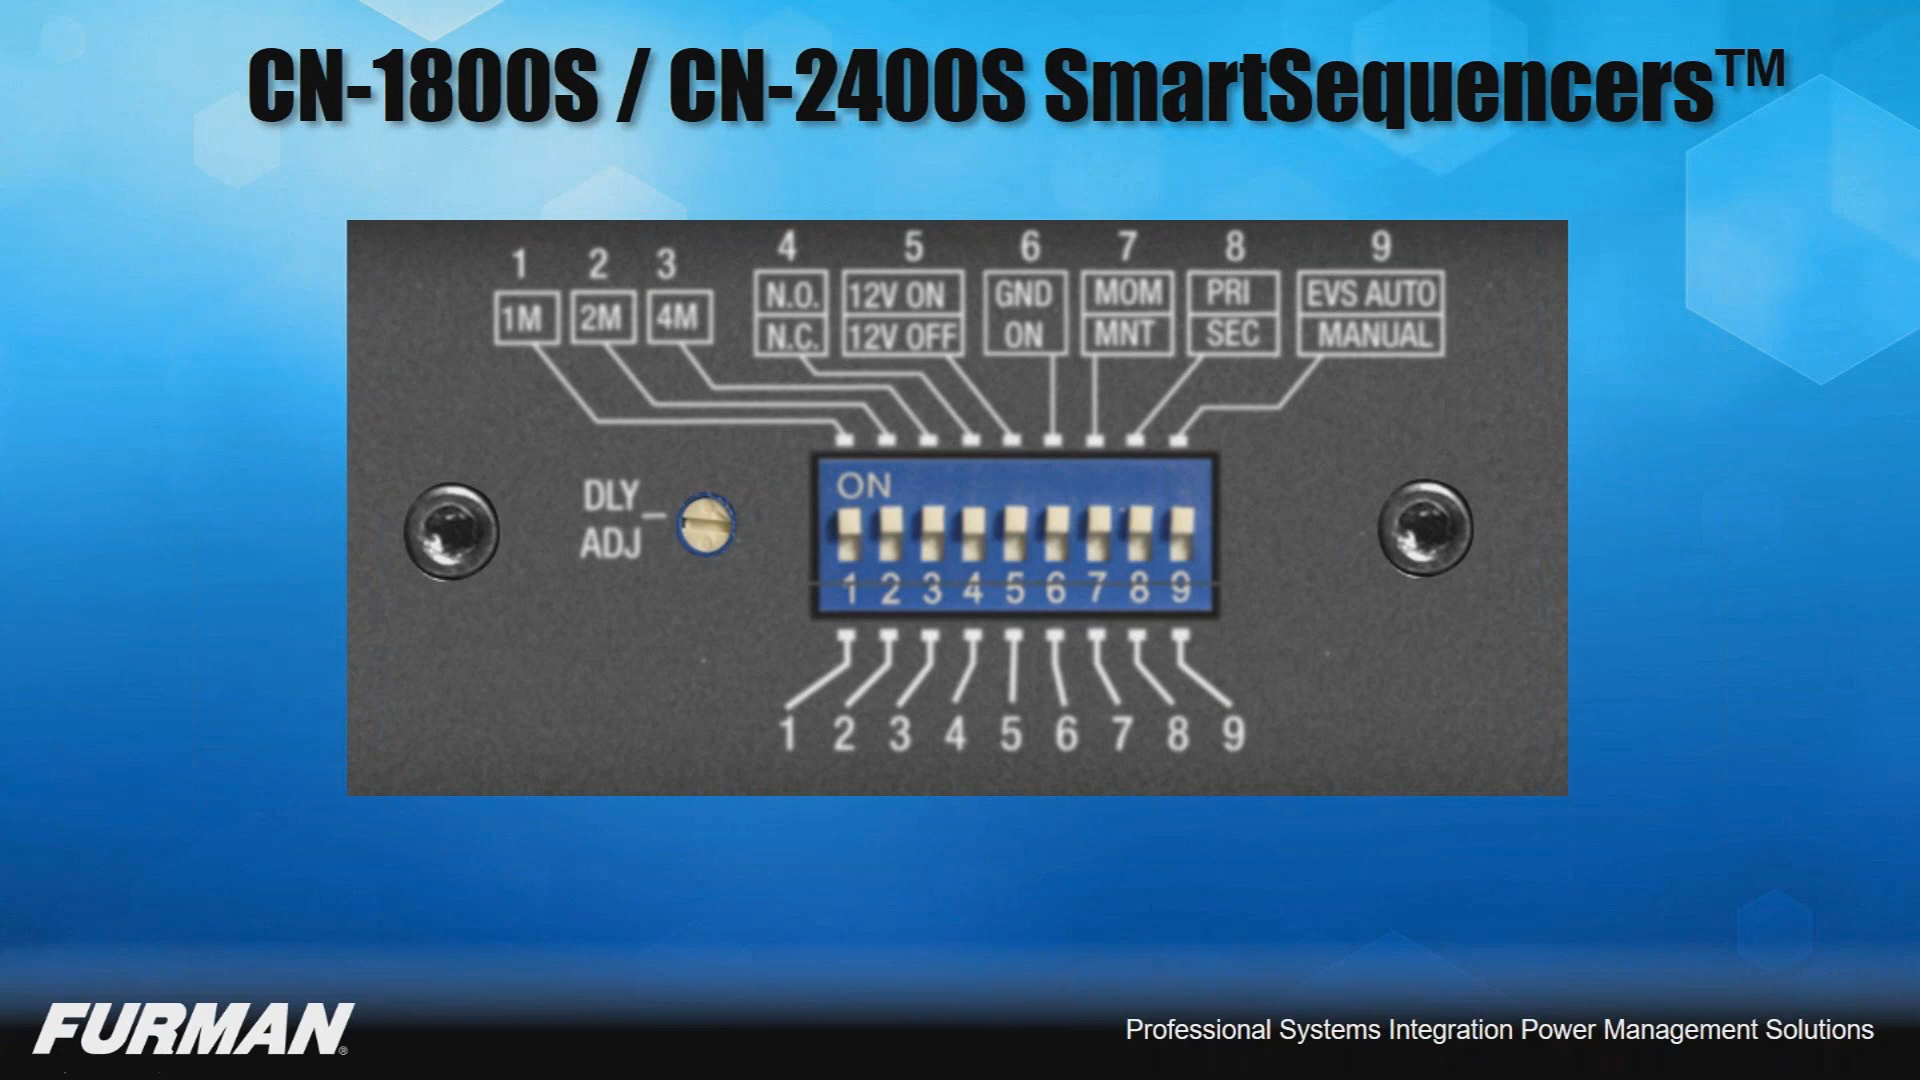 CN-1800S / CN-2400S SmartSequencers™
1 2 3 4 5 6 7 8 9
1M 2M 4M N.O. 12V ON GND MOM PRI EVS AUTO
N.C. 12V OFF ON MNT SEC MANUAL
ON
DLY_
ADJ
1 2 3 4 5 6 7 8 9
1 2 3 4 5 6 7 8 9
FURMAN®
Professional Systems Integration Power Management Solutions